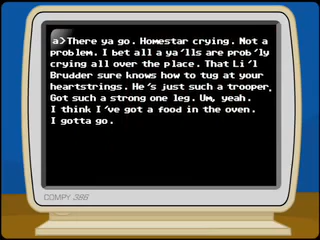 a>There ya go. Homestar crying. Not a
problem. I bet all a ya'lls are prob'ly
crying all over the place. That Li'l
Brudder sure knows how to tug at your
heartstrings. He's just such a trooper.
Got such a strong one leg. Um, yeah.
I think I've got a food in the oven.
I gotta go.
COMPY 386